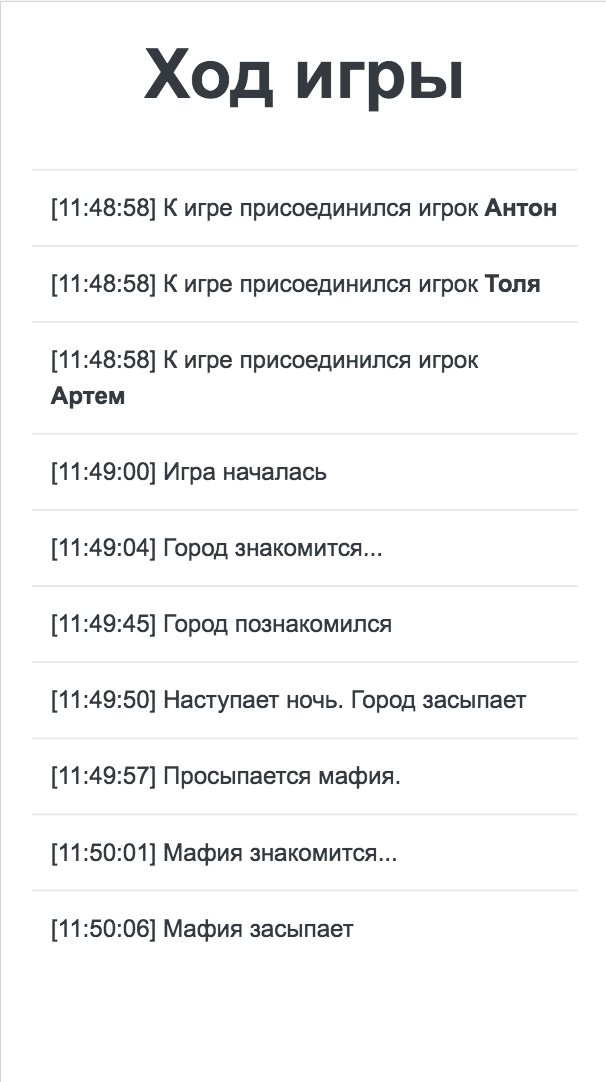 Ход игры
[11:48:58] К игре присоединился игрок Антон
[11:48:58] К игре присоединился игрок Толя
[11:48:58] К игре присоединился игрок
Артем
[11:49:00] Игра началась
[11:49:04] Город знакомится...
[11:49:45] Город познакомился
[11:49:50] Наступает ночь. Город засыпает
[11:49:57] Просыпается мафия.
[11:50:01] Мафия знакомится...
[11:50:06] Мафия засыпает